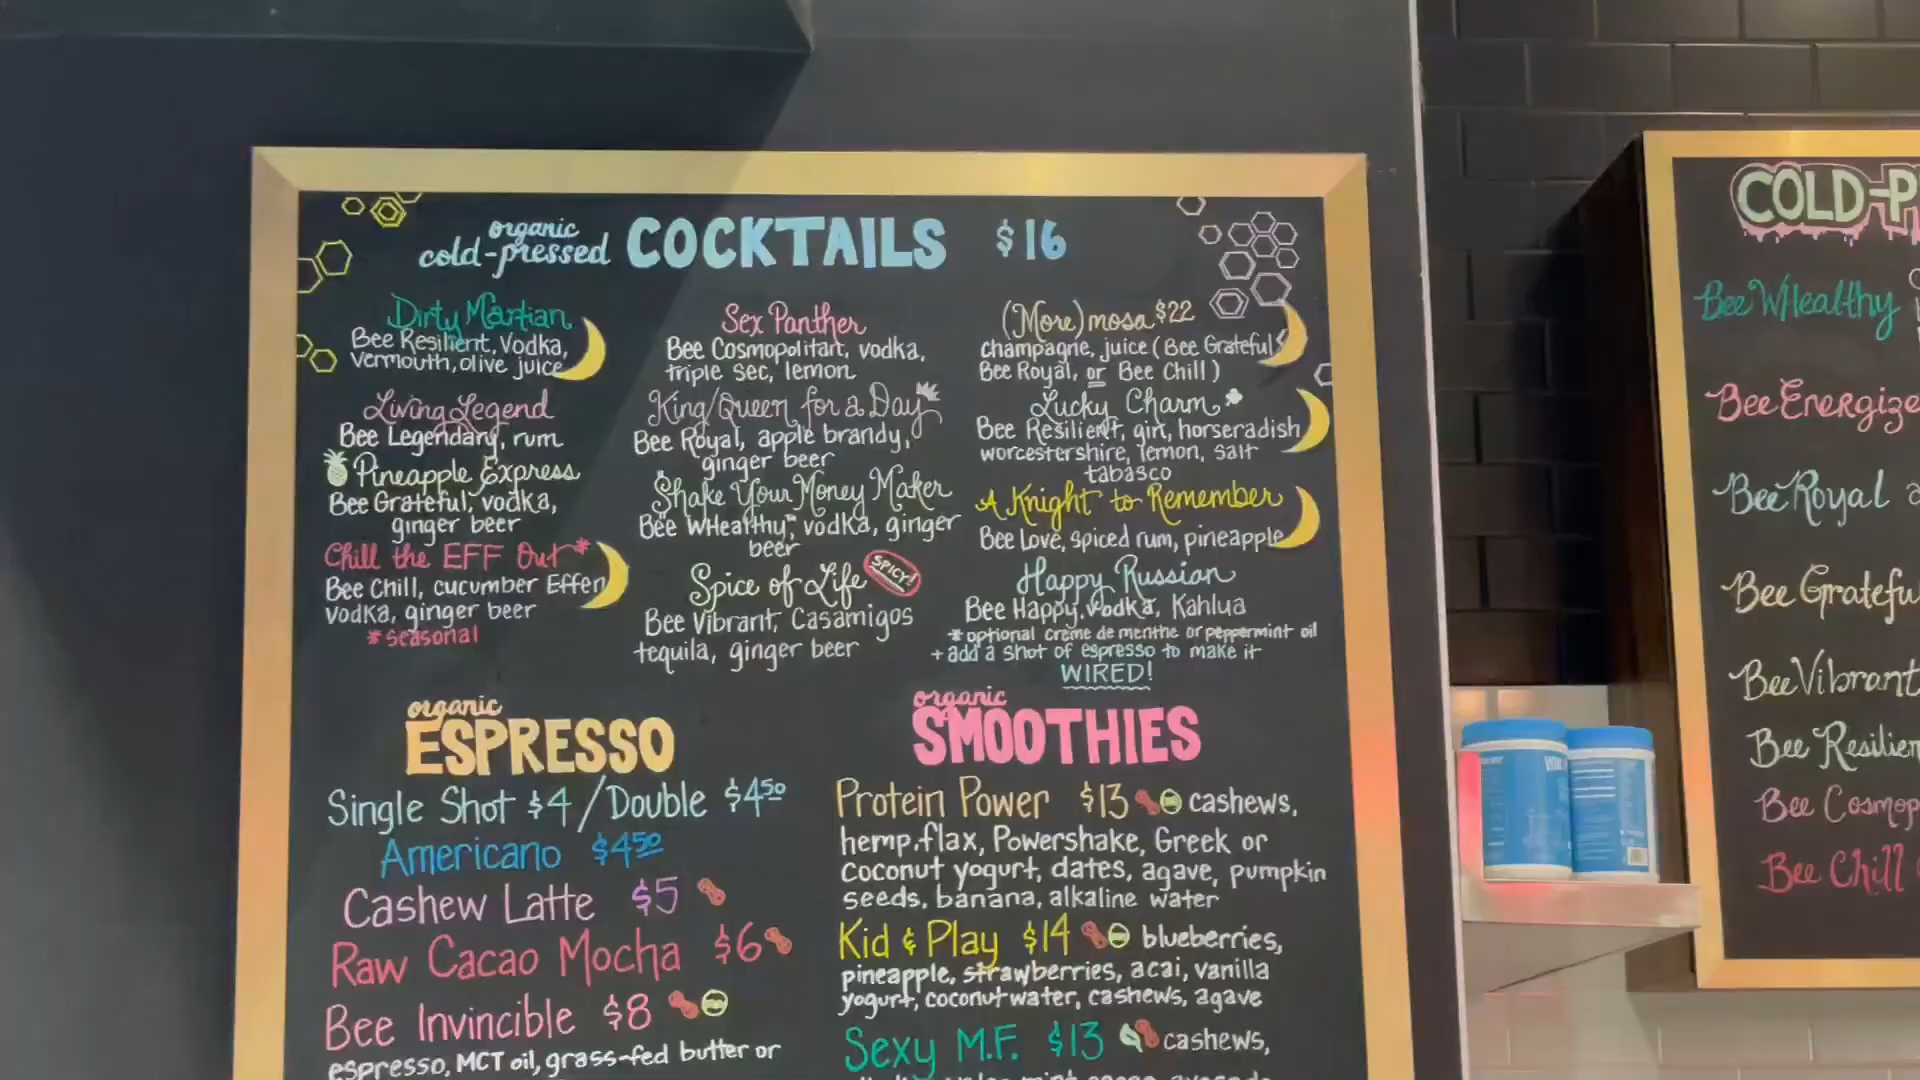 organic
cold-pressed COCKTAILS $16
Dirty Martian
Bee Resilient, Vodka,
vermouth, olive juice
Living Legend
Bee Legendary, rum
Pineapple Express
Bee Grateful, vodka,
ginger beer
Chill the EFF Out*
Bee Chill, cucumber Effen
vodka, ginger beer
*seasonal
Sex Panther
Bee Cosmopolitan, vodka,
triple sec, lemon
King/Queen for a Day
Bee Royal, apple brandy,
ginger beer
Shake Your Money Maker
Bee WHealthy, vodka, ginger
beer
Spice of Life SPICY!
Bee Vibrant, Casamigos
tequila, ginger beer
(More)mosa $22
champagne, juice (Bee Grateful,
Bee Royal, or Bee Chill)
Lucky Charm
Bee Resilient, gin, horseradish
worcestershire, lemon, salt
tabasco
A Knight to Remember
Bee Love, spiced rum, pineapple
Happy Russian
Bee Happy, vodka, Kahlua
*optional crème de menthe or peppermint oil
+ add a shot of espresso to make it
WIRED!
organic
ESPRESSO
Single Shot $4/Double $4.50
Americano $4.50
Cashew Latte $5
Raw Cacao Mocha $6
Bee Invincible $8
espresso, MCT oil, grass-fed butter or
organic
SMOOTHIES
Protein Power $13 cashews,
hemp, flax, Powershake, Greek or
coconut yogurt, dates, agave, pumpkin
seeds, banana, alkaline water
Kid & Play $14 blueberries,
pineapple, strawberries, acai, vanilla
yogurt, coconut water, cashews, agave
Sexy M.F. $13 cashews,
COLD-P
Bee WHealthy
Bee Energize
Bee Royal
Bee Gratefu
Bee Vibrant
Bee Resilien
Bee Cosmop
Bee Chill